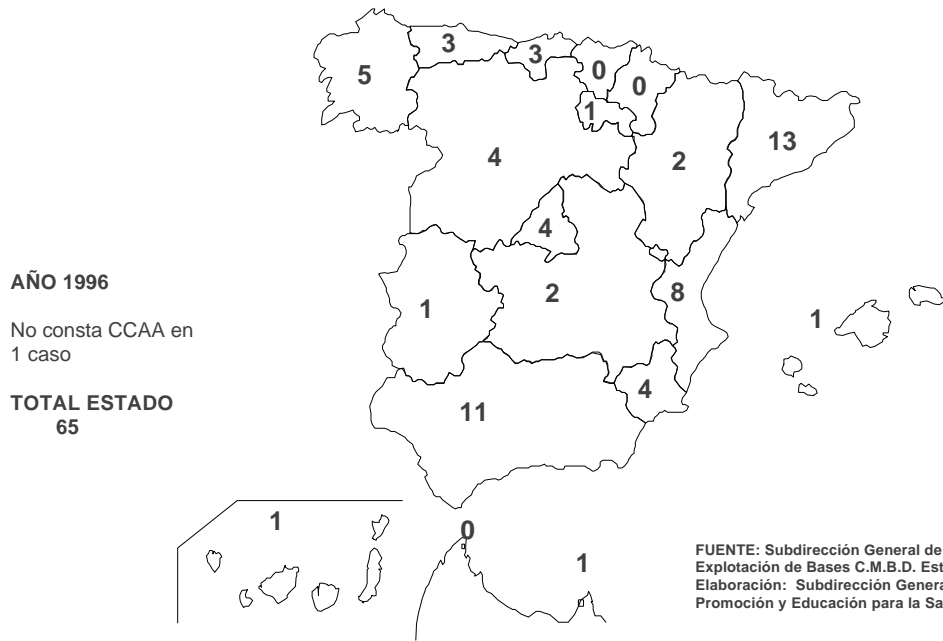 3
3
5
0
0
1
13
4
2
4
AÑO 1996
2
8
1
1
No consta CCAA en
1 caso
4
TOTAL ESTADO
11
65
1
0
1
FUENTE: Subdirección General de
Explotación de Bases C.M.B.D. Est
Elaboración: Subdirección Genera
Promoción y Educación para la Sa